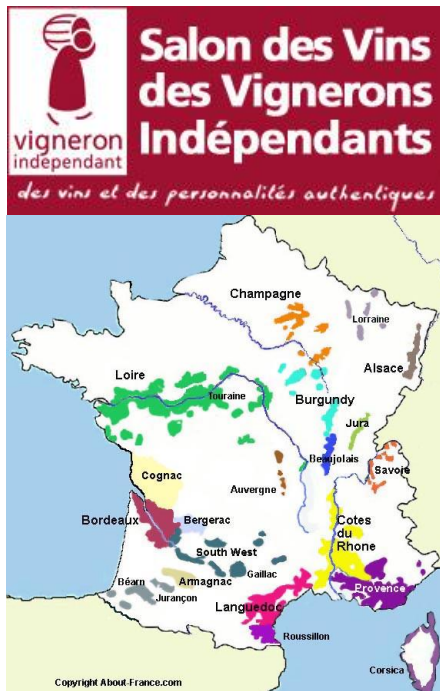 Salon des Vins
des Vignerons
Indépendants
vigneron
indépendant
des vins et des personnalités authentiques
Champagne
Lorraine
Alsace
Loire
Touraine
Burgundy
Jura
Beaujolais
Savoie
Cognac
Auvergne
Bordeaux
Bergerac
Cotes
du
Rhone
South West
Gaillac
Armagnac
Béarn
Jurançon
Provence
Languedoc
Roussillon
Corsica
Copyright About-France.com